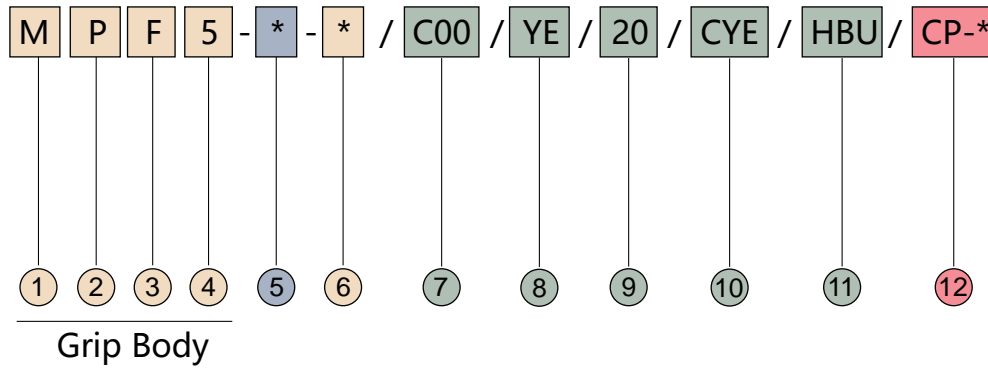 M P F 5 - * - * / C00 / YE / 20 / CYE / HBU / CP-*
1 2 3 4 5 6 7 8 9 10 11 12
Grip Body